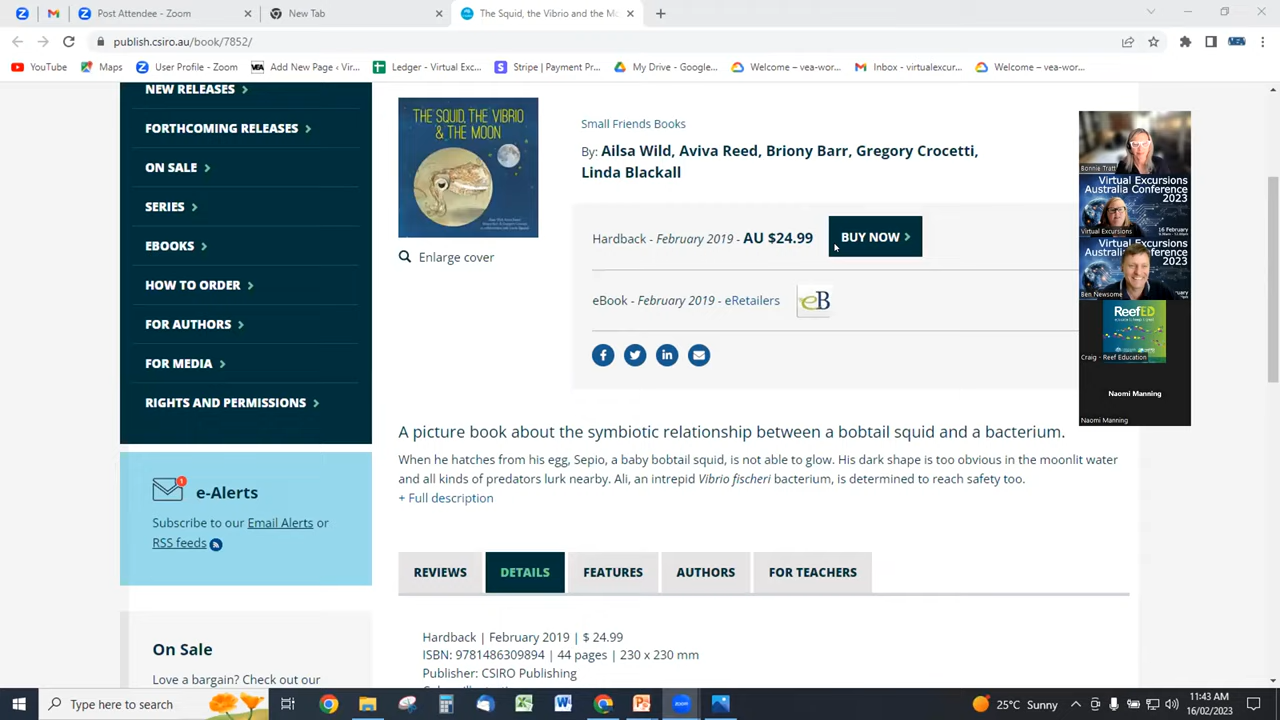 Post Attendee - Zoom
New Tab
The Squid, the Vibrio and the Mo
publish.csiro.au/book/7852/
YouTube
Maps
User Profile - Zoom
Add New Page ‹ Vir...
Ledger - Virtual Exc...
Stripe | Payment Pr...
My Drive - Google...
Welcome – vea-wor...
Inbox - virtualexcur...
Welcome – vea-wor...
NEW RELEASES
FORTHCOMING RELEASES
ON SALE
SERIES
EBOOKS
HOW TO ORDER
FOR AUTHORS
FOR MEDIA
RIGHTS AND PERMISSIONS
1
e-Alerts
Subscribe to our Email Alerts or
RSS feeds
On Sale
Love a bargain? Check out our
THE SQUID, THE VIBRIO
& THE MOON
Enlarge cover
Small Friends Books
By: Ailsa Wild, Aviva Reed, Briony Barr, Gregory Crocetti,
Linda Blackall
Hardback - February 2019 - AU $24.99
BUY NOW
eBook - February 2019 - eRetailers
eB
A picture book about the symbiotic relationship between a bobtail squid and a bacterium.
When he hatches from his egg, Sepio, a baby bobtail squid, is not able to glow. His dark shape is too obvious in the moonlit water
and all kinds of predators lurk nearby. Ali, an intrepid Vibrio fischeri bacterium, is determined to reach safety too.
+ Full description
REVIEWS
DETAILS
FEATURES
AUTHORS
FOR TEACHERS
Hardback | February 2019 | $ 24.99
ISBN: 9781486309894 | 44 pages | 230 x 230 mm
Publisher: CSIRO Publishing
Bonnie Tratt
Virtual Excursions
Australia Conference
2023
16 February
Virtual Excursions
Virtual Excursions
Australia Conference
2023
Ben Newsome
ReefED
Craig - Reef Education
Naomi Manning
Naomi Manning
Type here to search
25°C Sunny
11:43 AM
16/02/2023